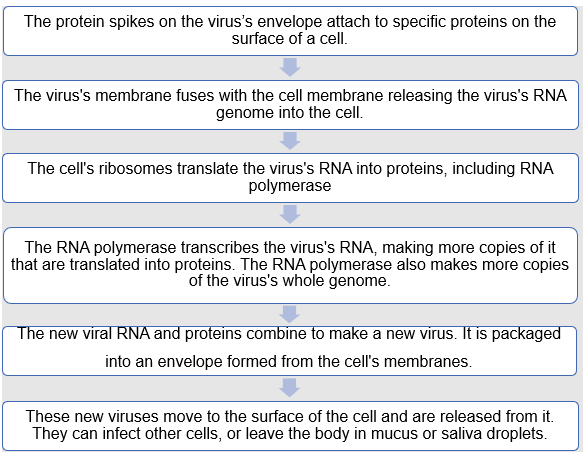 The protein spikes on the virus’s envelope attach to specific proteins on the
surface of a cell.
The virus's membrane fuses with the cell membrane releasing the virus's RNA
genome into the cell.
The cell's ribosomes translate the virus's RNA into proteins, including RNA
polymerase
The RNA polymerase transcribes the virus's RNA, making more copies of it
that are translated into proteins. The RNA polymerase also makes more copies
of the virus's whole genome.
The new viral RNA and proteins combine to make a new virus. It is packaged
into an envelope formed from the cell's membranes.
These new viruses move to the surface of the cell and are released from it.
They can infect other cells, or leave the body in mucus or saliva droplets.